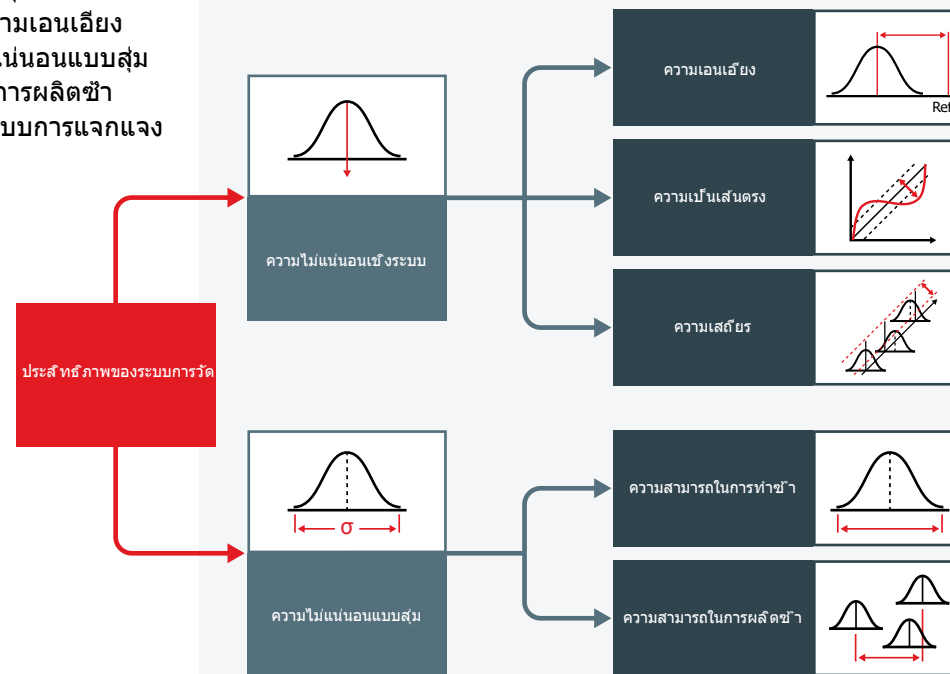 ามเอนเอียง
น่นอนแบบสุ่ม
การผลิตซ้ำ
บบการแจกแจง
ประสิทธิภาพของระบบการวัด
ความไม่แน่นอนเชิงระบบ
ความไม่แน่นอนแบบสุ่ม
σ
ความเอนเอียง
Ref
ความเป็นเส้นตรง
ความเสถียร
ความสามารถในการทำซ้ำ
ความสามารถในการผลิตซ้ำ